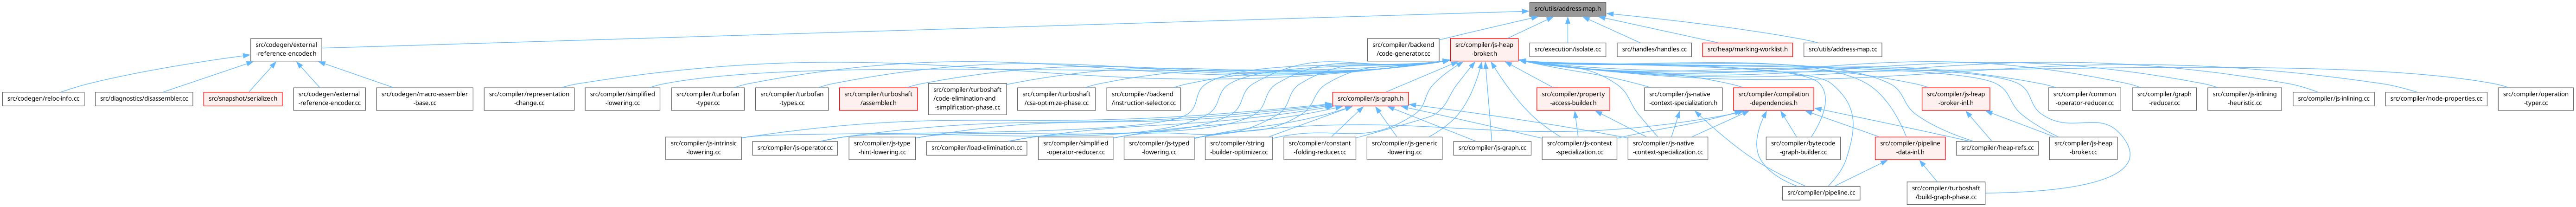 src/utils/address-map.h
src/codegen/external
-reference-encoder.h
src/compiler/backend
/code-generator.cc
src/compiler/js-heap
-broker.h
src/execution/isolate.cc
src/handles/handles.cc
src/heap/marking-worklist.h
src/utils/address-map.cc
src/codegen/reloc-info.cc
src/diagnostics/disassembler.cc
src/snapshot/serializer.h
src/codegen/external
-reference-encoder.cc
src/codegen/macro-assembler
-base.cc
src/compiler/representation
-change.cc
src/compiler/simplified
-lowering.cc
src/compiler/turbofan
-typer.cc
src/compiler/turbofan
-types.cc
src/compiler/turboshaft
/assembler.h
src/compiler/turboshaft
/code-elimination-and
-simplification-phase.cc
src/compiler/turboshaft
/csa-optimize-phase.cc
src/compiler/backend
/instruction-selector.cc
src/compiler/js-graph.h
src/compiler/property
-access-builder.h
src/compiler/js-native
-context-specialization.h
src/compiler/compilation
-dependencies.h
src/compiler/js-heap
-broker-inl.h
src/compiler/common
-operator-reducer.cc
src/compiler/graph
-reducer.cc
src/compiler/js-inlining
-heuristic.cc
src/compiler/js-inlining.cc
src/compiler/node-properties.cc
src/compiler/operation
-typer.cc
src/compiler/js-intrinsic
-lowering.cc
src/compiler/js-operator.cc
src/compiler/js-type
-hint-lowering.cc
src/compiler/load-elimination.cc
src/compiler/simplified
-operator-reducer.cc
src/compiler/js-typed
-lowering.cc
src/compiler/string
-builder-optimizer.cc
src/compiler/constant
-folding-reducer.cc
src/compiler/js-generic
-lowering.cc
src/compiler/js-graph.cc
src/compiler/js-context
-specialization.cc
src/compiler/js-native
-context-specialization.cc
src/compiler/bytecode
-graph-builder.cc
src/compiler/pipeline
-data-inl.h
src/compiler/heap-refs.cc
src/compiler/js-heap
-broker.cc
src/compiler/pipeline.cc
src/compiler/turboshaft
/build-graph-phase.cc